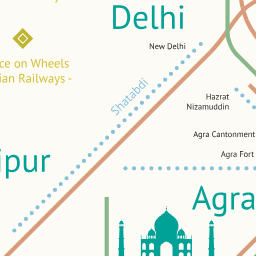 Delhi
New Delhi
ce on Wheels
ian Railways -
Shatabdi
Hazrat
Nizamuddin
Agra Cantonment
Agra Fort
ipur
Agra